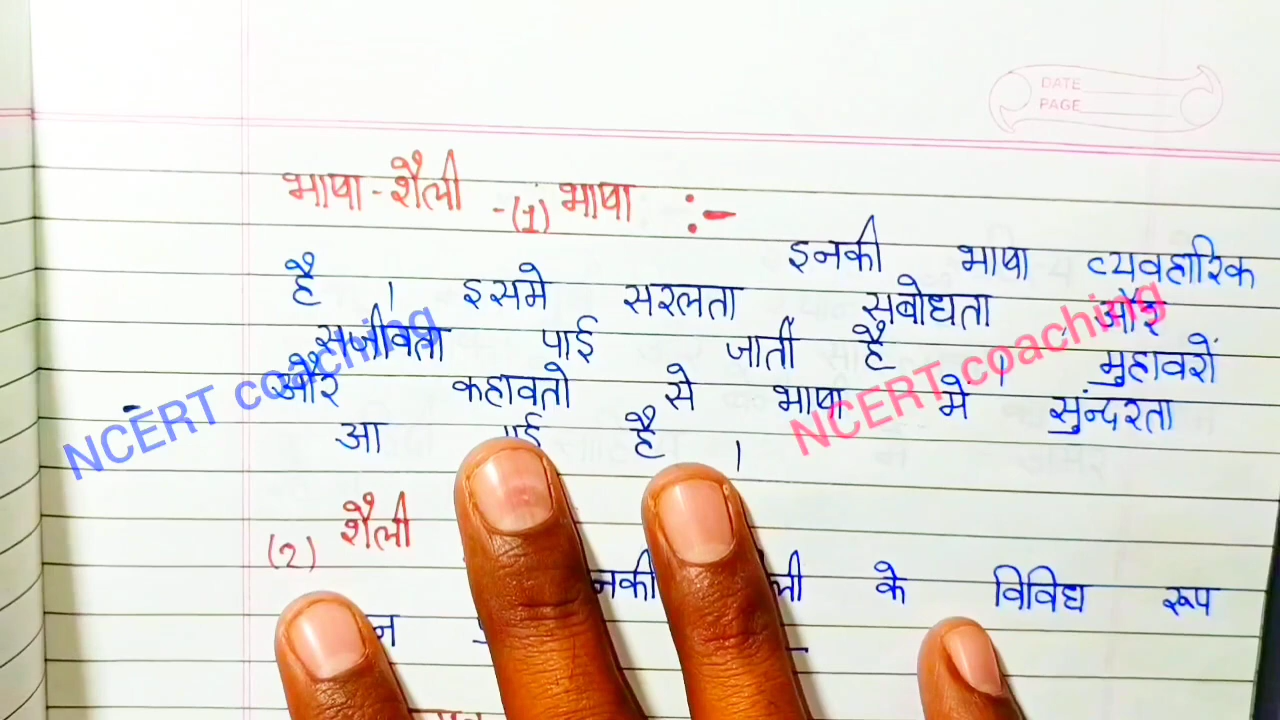 DATE
PAGE
भाषा-शैली -(1) भाषा :-
इनकी भाषा व्यवहारिक
है । इसमे सरलता सबोधता और
सजीवता पाई जाती है । मुहावरों
और कहावतो से भाषा में सुंन्दरता
आ है ।
(2) शैली
के विविध रूप
NCERT coaching
NCERT coaching